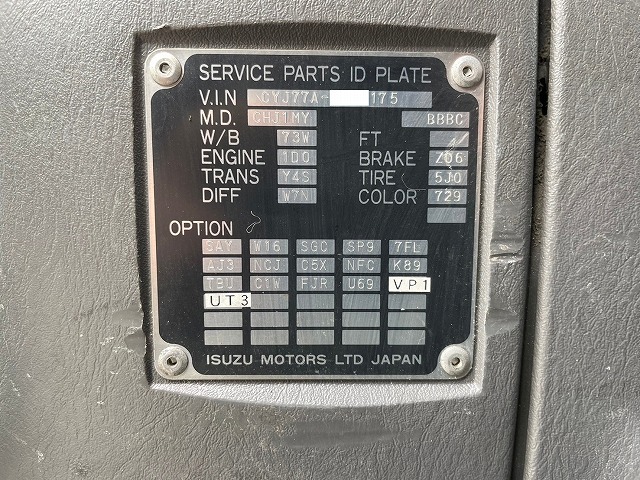 SERVICE PARTS ID PLATE
V.I.N CYJ77A- 175
M.D. CHJ1MY BBBC
W/B 73W FT
ENGINE 1D0 BRAKE Z06
TRANS Y4S TIRE 5J0
DIFF W7N COLOR 729
OPTION
SAY W16 SGC SP9 7FL
AJ3 NCJ C5X NFC K89
TBU C1W FJR U69 VP1
UT3
ISUZU MOTORS LTD JAPAN